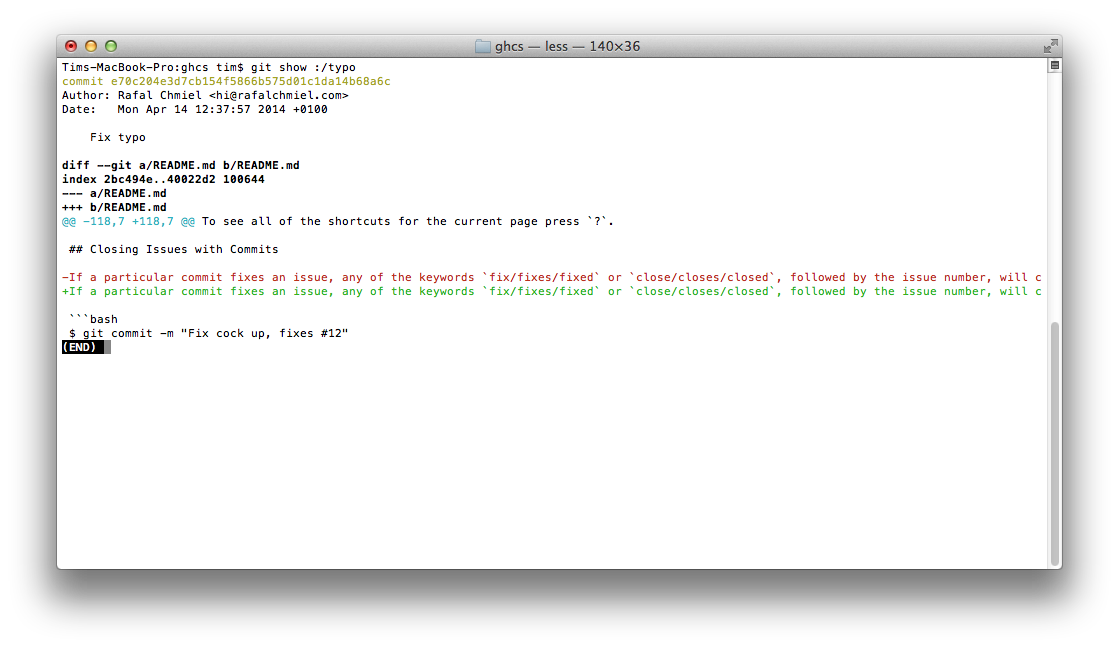 ghcs — less — 140×36
Tims-MacBook-Pro:ghcs tim$ git show :/typo
commit e70c204e3d7cb154f5866b575d01c1da14b68a6c
Author: Rafal Chmiel <hi@rafalchmiel.com>
Date:   Mon Apr 14 12:37:57 2014 +0100
    Fix typo
diff --git a/README.md b/README.md
index 2bc494e..40022d2 100644
--- a/README.md
+++ b/README.md
@@ -118,7 +118,7 @@ To see all of the shortcuts for the current page press `?`.
 ## Closing Issues with Commits
-If a particular commit fixes an issue, any of the keywords `fix/fixes/fixed` or `close/closes/closed`, followed by the issue number, will c
+If a particular commit fixes an issue, any of the keywords `fix/fixes/fixed` or `close/closes/closed`, followed by the issue number, will c
 ```bash
 $ git commit -m "Fix cock up, fixes #12"
(END)